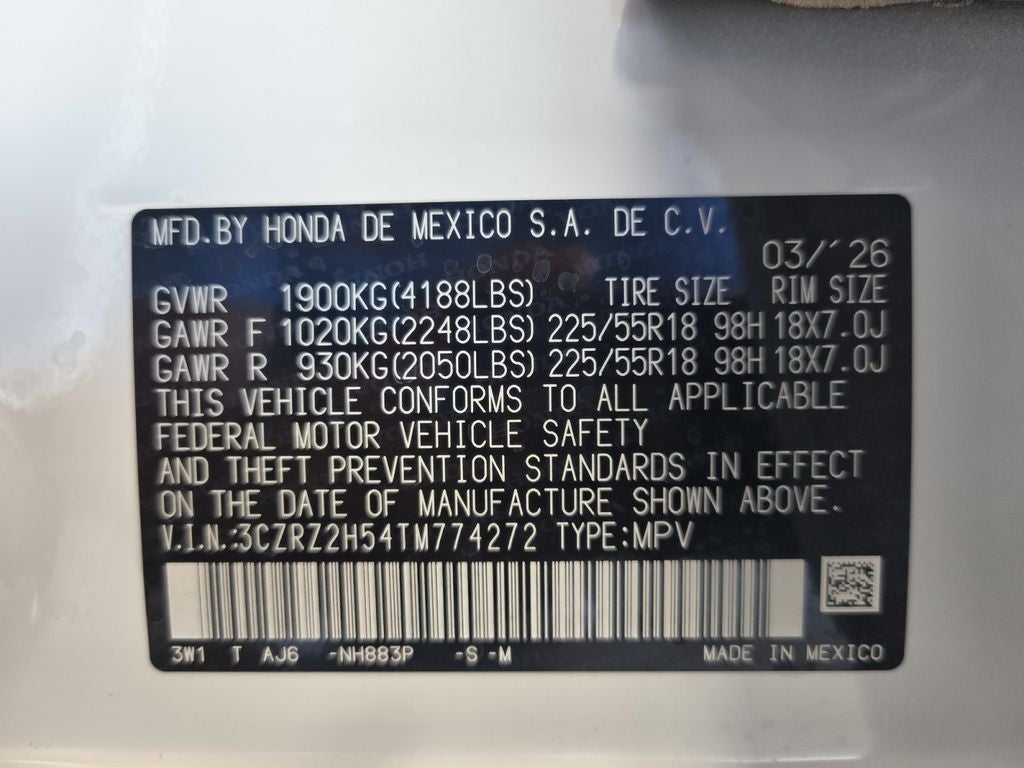 MFD. BY HONDA DE MEXICO S.A. DE C.V.
03/´26
GVWR 1900KG(4188LBS) TIRE SIZE RIM SIZE
GAWR F 1020KG(2248LBS) 225/55R18 98H 18X7.0J
GAWR R 930KG(2050LBS) 225/55R18 98H 18X7.0J
THIS VEHICLE CONFORMS TO ALL APPLICABLE
FEDERAL MOTOR VEHICLE SAFETY
AND THEFT PREVENTION STANDARDS IN EFFECT
ON THE DATE OF MANUFACTURE SHOWN ABOVE.
V.I.N.:3CZRZ2H54TM774272 TYPE:MPV
3W1 T AJ6 -NH883P -S -M MADE IN MEXICO